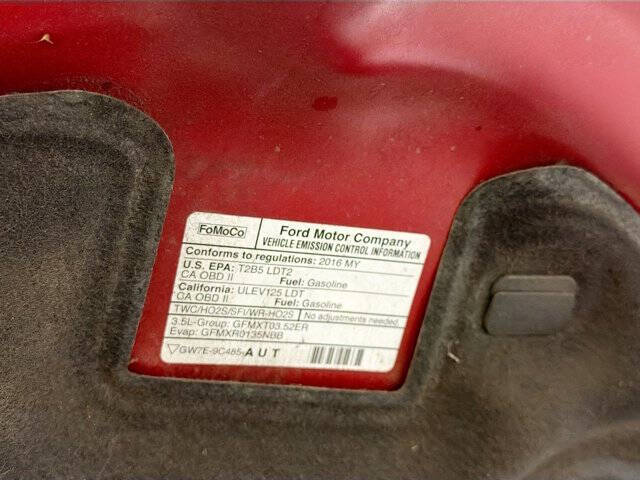 FoMoCo
Ford Motor Company
VEHICLE EMISSION CONTROL INFORMATION
Conforms to regulations: 2016 MY
U.S. EPA: T2B5 LDT2
CA OBD II Fuel: Gasoline
California: ULEV125 LDT
CA OBD II Fuel: Gasoline
TWC/HO2S/SFI/WR-HO2S No adjustments needed.
3.5L-Group: GFMXT03.52ER
Evap: GFMXR0135NBB
GW7E-9C485-AUT